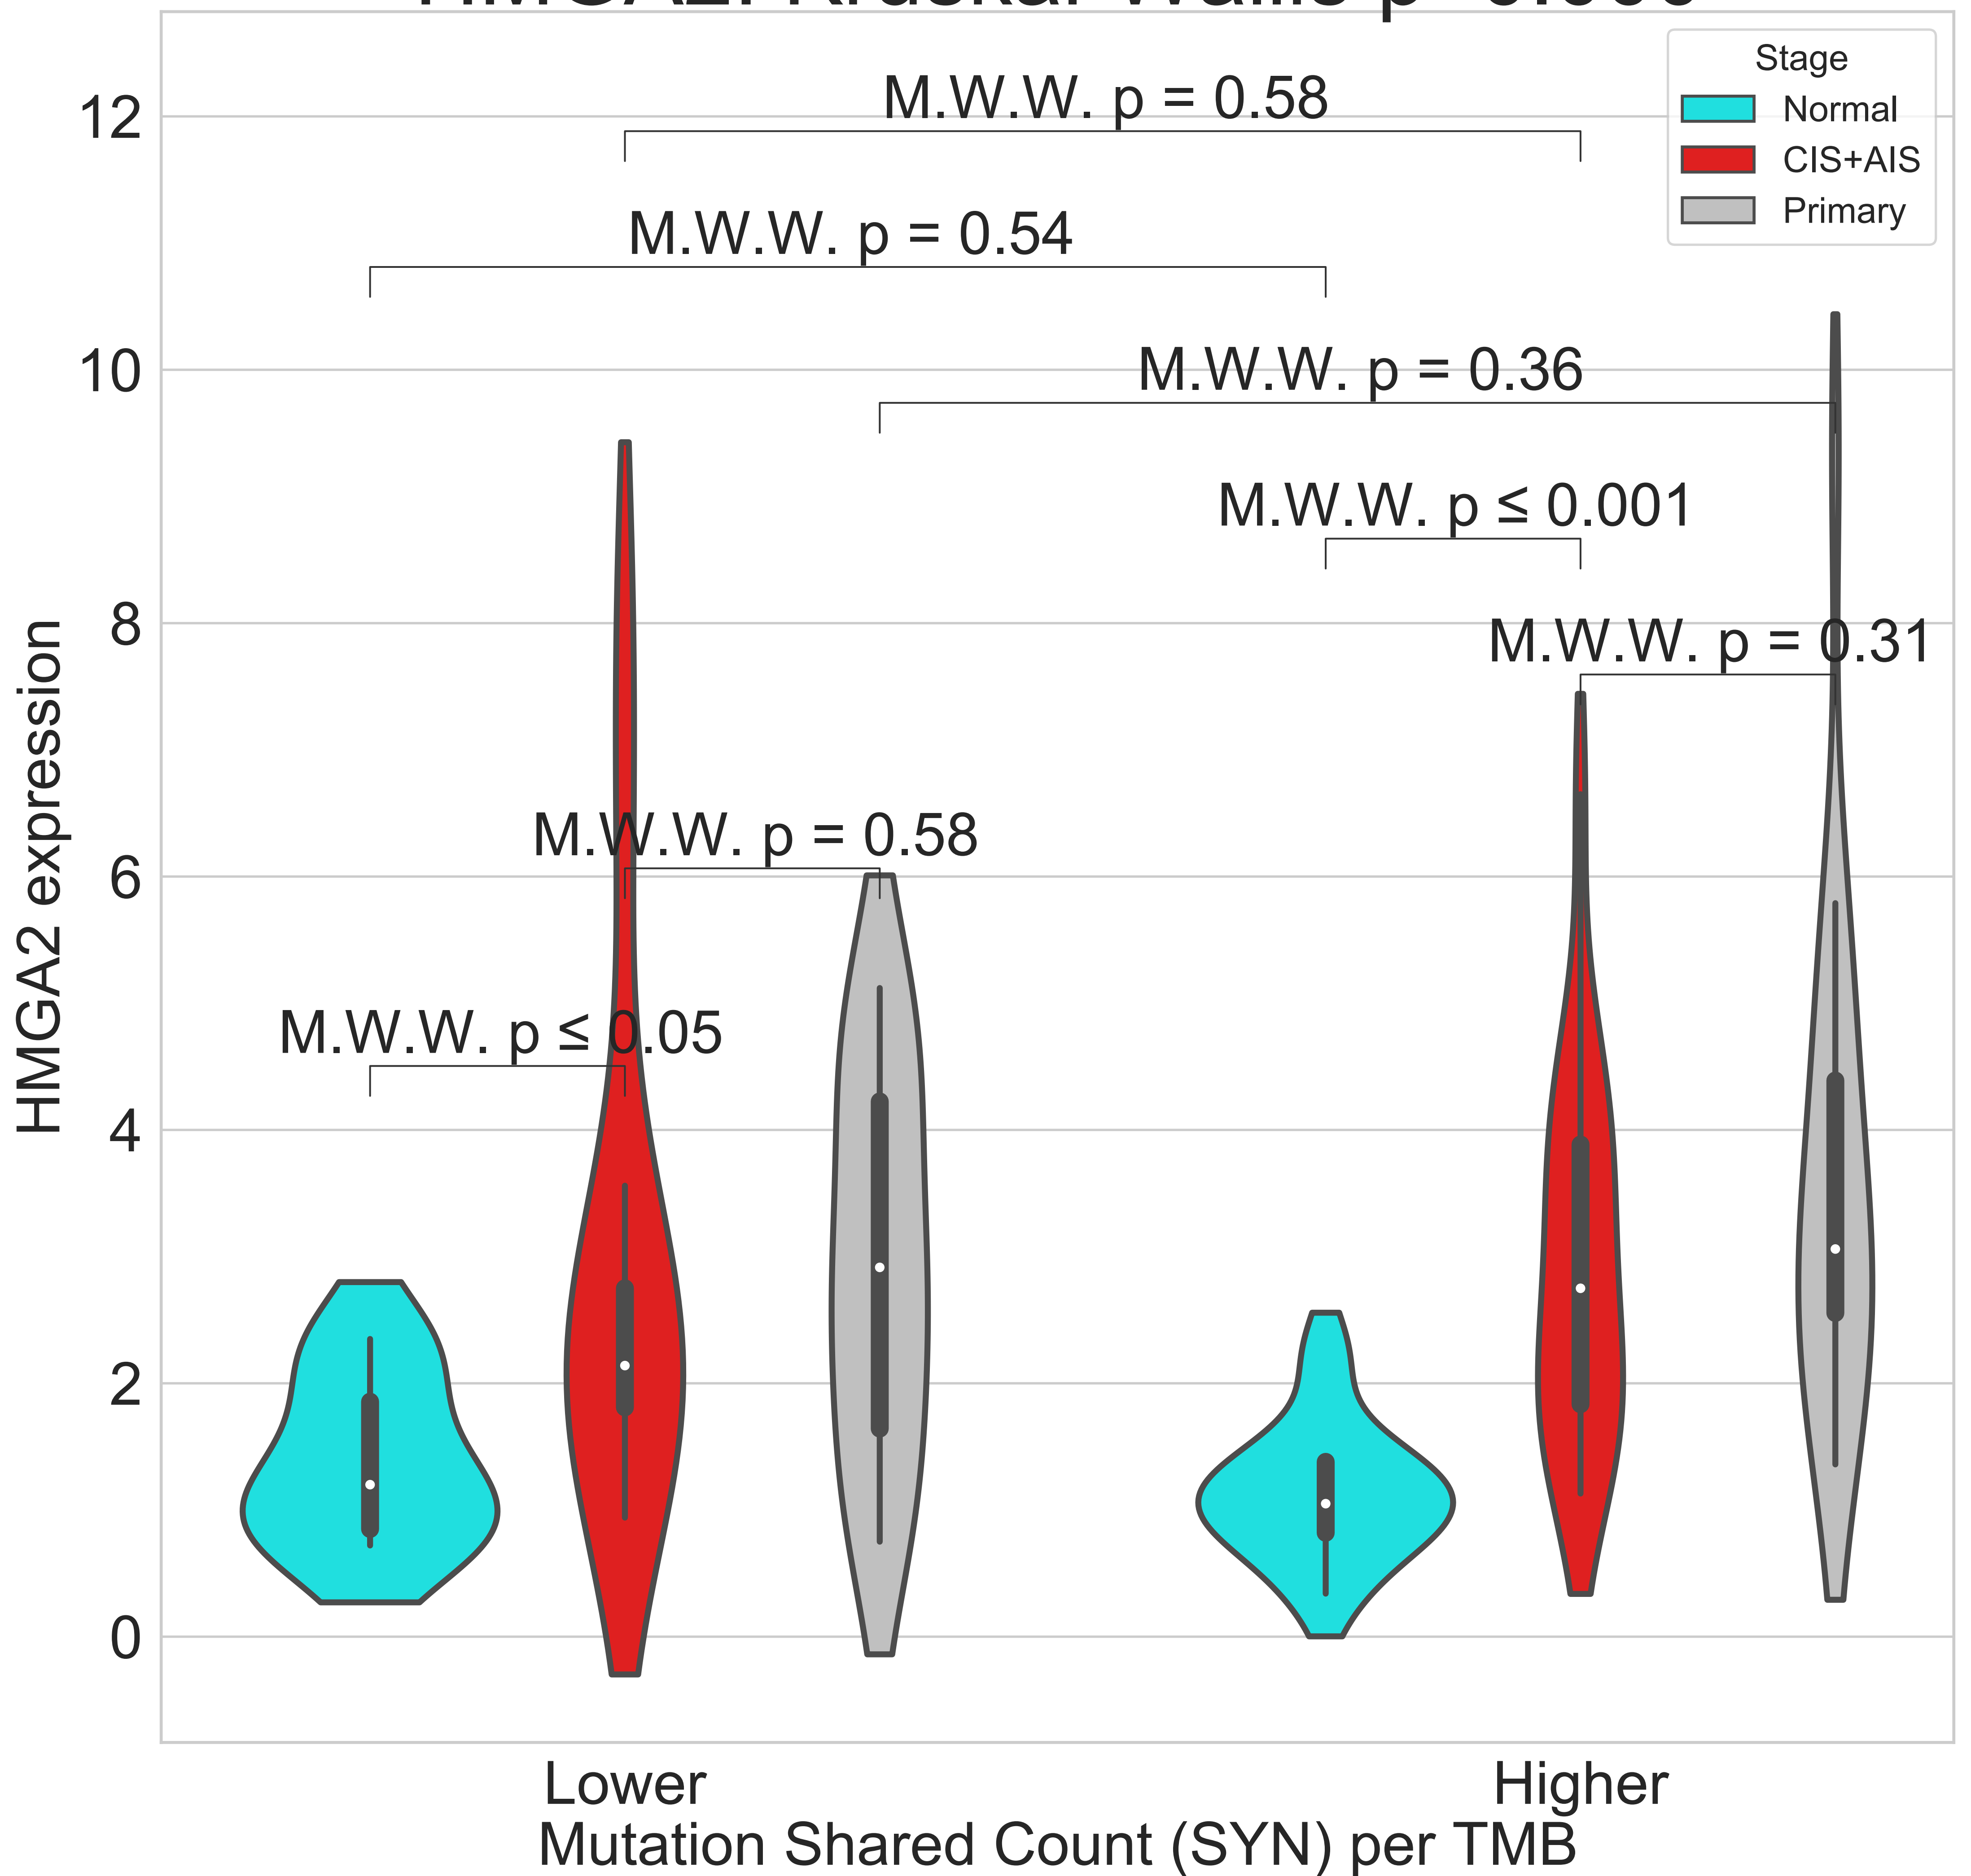 Stage
Normal
CIS+AIS
Primary
M.W.W. p = 0.58
M.W.W. p = 0.54
M.W.W. p = 0.36
M.W.W. p ≤ 0.001
M.W.W. p = 0.31
M.W.W. p = 0.58
M.W.W. p ≤ 0.05
12
10
8
6
4
2
0
HMGA2 expression
Lower
Higher
Mutation Shared Count (SYN) per TMB